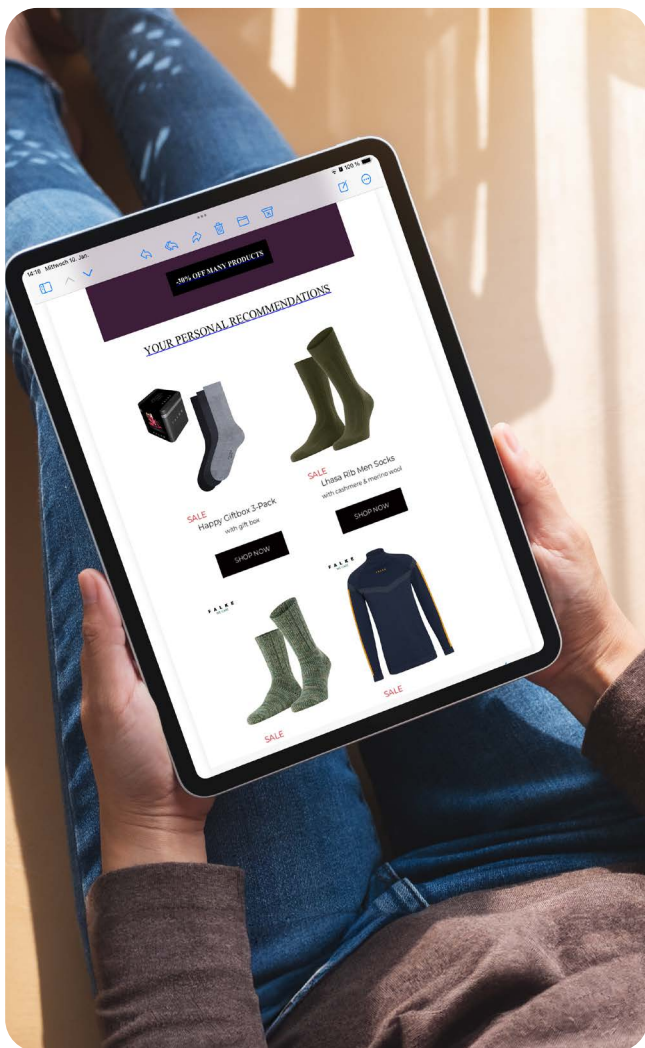 14:18 Mittwoch 10. Jan.
100 %
-30% OFF MANY PRODUCTS
YOUR PERSONAL RECOMMENDATIONS
SALE
Happy Giftbox 3-Pack
with gift box
SHOP NOW
SALE
Lhasa Rib Men Socks
with cashmere & merino wool
SHOP NOW
FALKE
FALKE
SALE
SALE